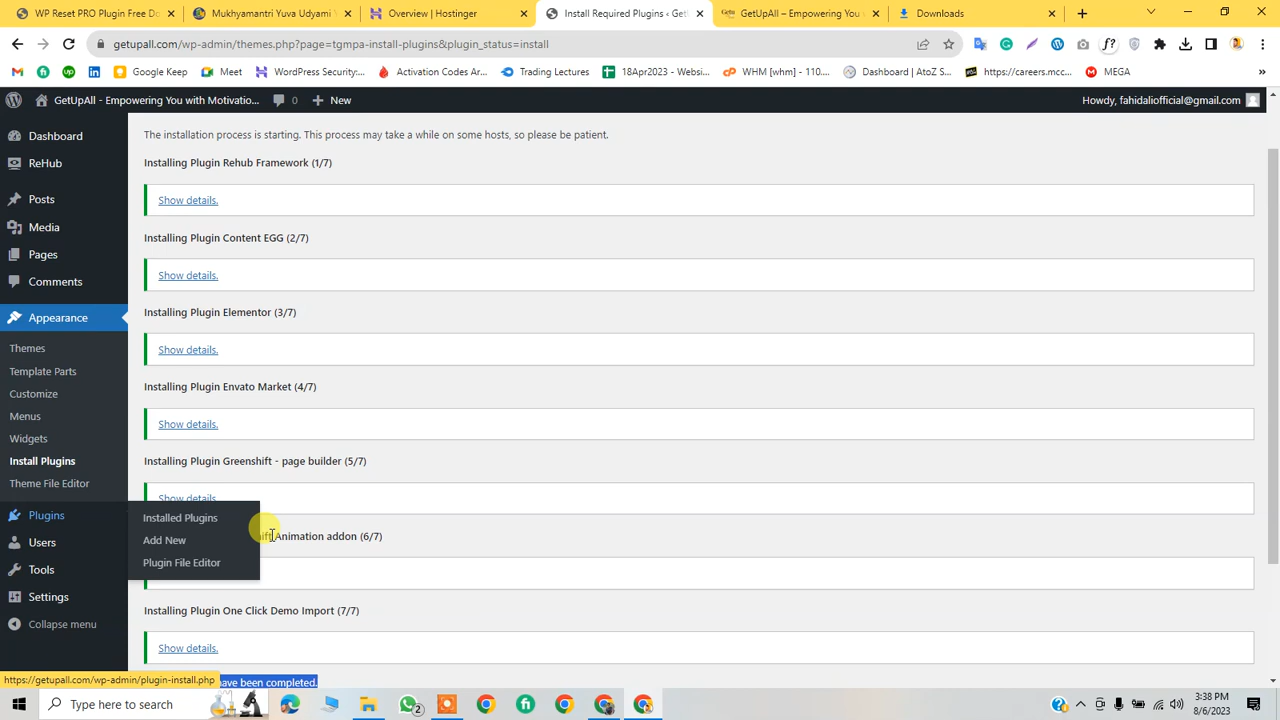 WP Reset PRO Plugin Free Do
Mukhyamantri Yuva Udyami Y
Overview | Hostinger
Install Required Plugins ‹ GetU
GetUpAll – Empowering You w
Downloads
getupall.com/wp-admin/themes.php?page=tgmpa-install-plugins&plugin_status=install
Google Keep
Meet
WordPress Security:...
Activation Codes Ar...
Trading Lectures
18Apr2023 - Websi...
WHM [whm] - 110....
Dashboard | AtoZ S...
https://careers.mcc...
MEGA
GetUpAll - Empowering You with Motivatio...
0
New
Howdy, fahidaliofficial@gmail.com
Dashboard
ReHub
Posts
Media
Pages
Comments
Appearance
Themes
Template Parts
Customize
Menus
Widgets
Install Plugins
Theme File Editor
Plugins
Users
Tools
Settings
Collapse menu
Installed Plugins
Add New
Plugin File Editor
The installation process is starting. This process may take a while on some hosts, so please be patient.
Installing Plugin Rehub Framework (1/7)
Show details.
Installing Plugin Content EGG (2/7)
Show details.
Installing Plugin Elementor (3/7)
Show details.
Installing Plugin Envato Market (4/7)
Show details.
Installing Plugin Greenshift - page builder (5/7)
Show details.
Animation addon (6/7)
Installing Plugin One Click Demo Import (7/7)
Show details.
have been completed.
https://getupall.com/wp-admin/plugin-install.php
Type here to search
2
3:38 PM
8/6/2023